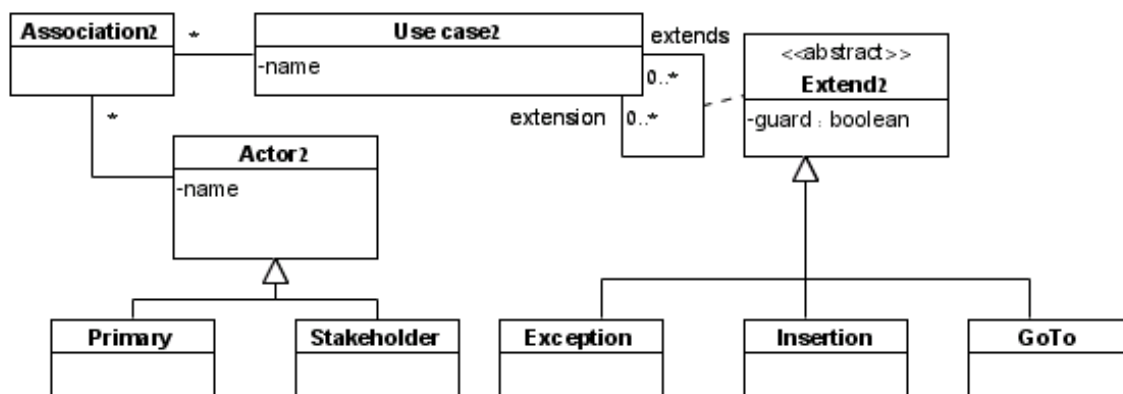 Association2
*
Use case2
-name
extends
0..*
extension
0..*
<<abstract>>
Extend2
-guard : boolean
*
Actor2
-name
Primary
Stakeholder
Exception
Insertion
GoTo